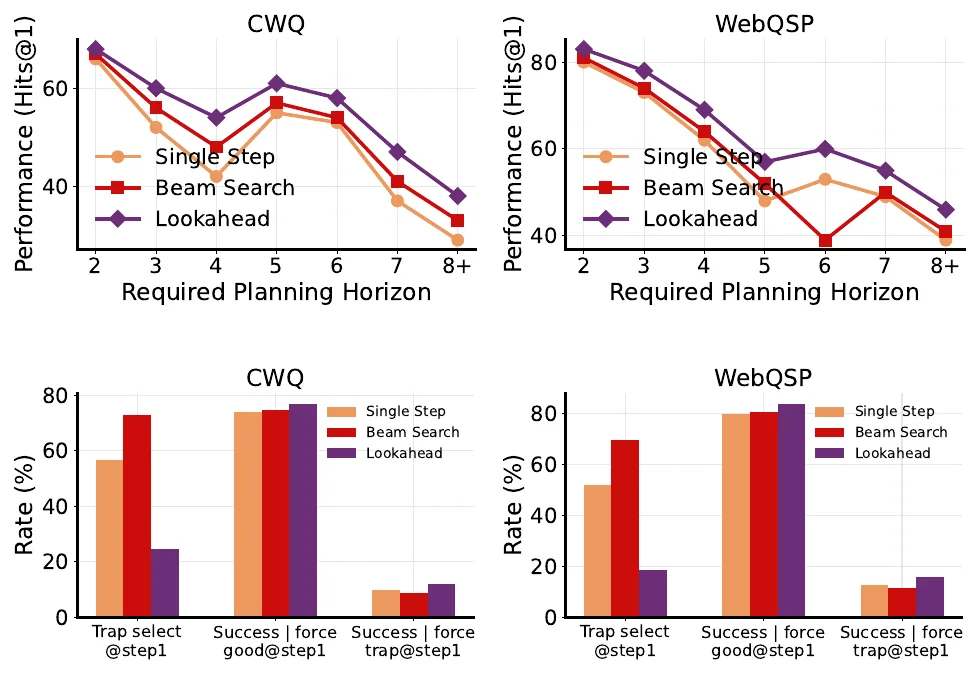 CWQ
Performance (Hits@1)
60
40
Single Step
Beam Search
Lookahead
2 3 4 5 6 7 8+
Required Planning Horizon
WebQSP
Performance (Hits@1)
80
60
40
Single Step
Beam Search
Lookahead
2 3 4 5 6 7 8+
Required Planning Horizon
CWQ
Rate (%)
80
60
40
20
0
Single Step
Beam Search
Lookahead
Trap select
@step1
Success | force
good@step1
Success | force
trap@step1
WebQSP
Rate (%)
80
60
40
20
0
Single Step
Beam Search
Lookahead
Trap select
@step1
Success | force
good@step1
Success | force
trap@step1